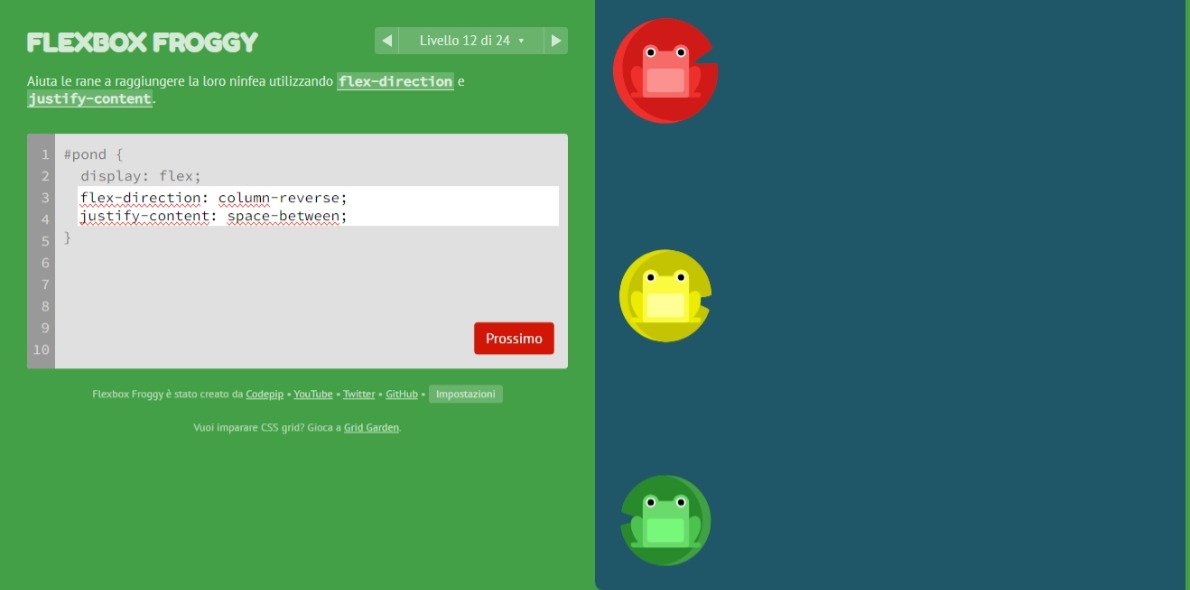 FLEXBOX FROGGY
Livello 12 di 24
Aiuta le rane a raggiungere la loro ninfea utilizzando flex-direction e
justify-content.
1 #pond {
2 display: flex;
3 flex-direction: column-reverse;
4 justify-content: space-between;
5 }
6
7
8
9
10
Prossimo
Flexbox Froggy è stato creato da Codepip • YouTube • Twitter • GitHub • Impostazioni
Vuoi imparare CSS grid? Gioca a Grid Garden.